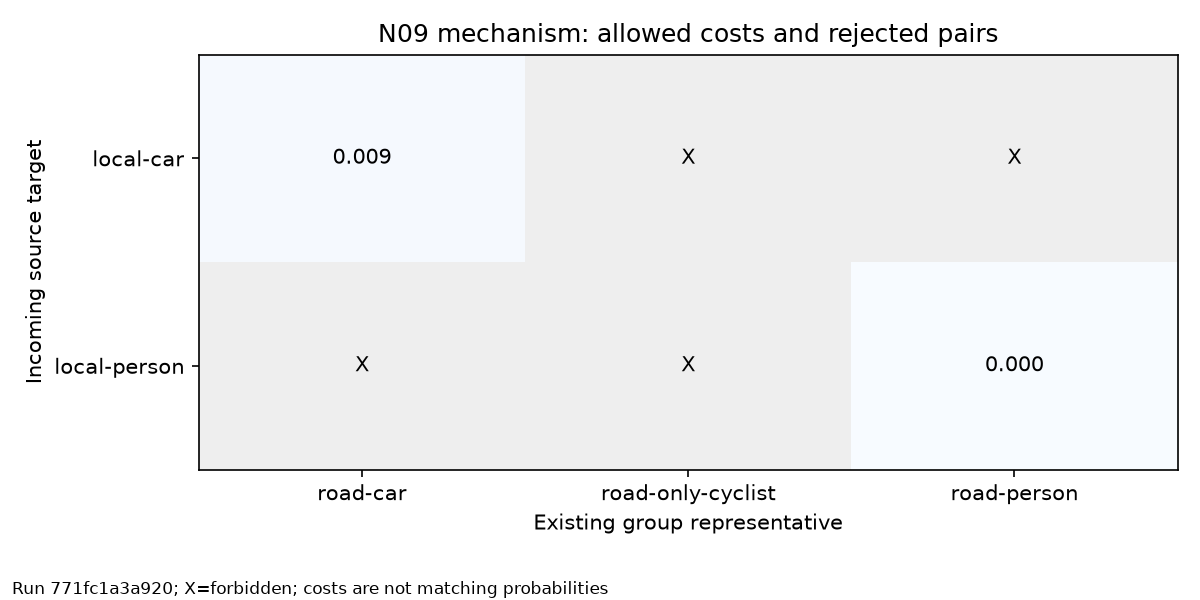 N09 mechanism: allowed costs and rejected pairs
Incoming source target
local-car
0.009
X
X
local-person
X
X
0.000
road-car
road-only-cyclist
road-person
Existing group representative
Run 771fc1a3a920; X=forbidden; costs are not matching probabilities